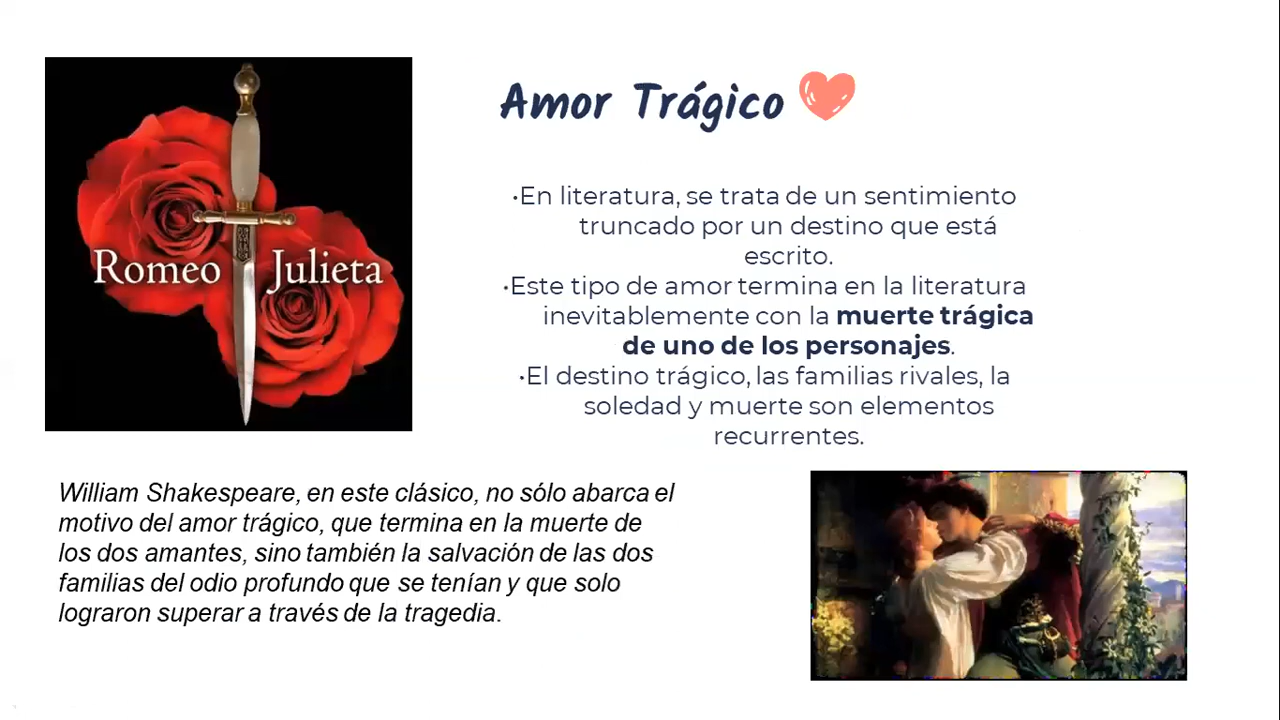 Amor Trágico
Romeo Julieta
•En literatura, se trata de un sentimiento
truncado por un destino que está
escrito.
•Este tipo de amor termina en la literatura
inevitablemente con la muerte trágica
de uno de los personajes.
•El destino trágico, las familias rivales, la
soledad y muerte son elementos
recurrentes.
William Shakespeare, en este clásico, no sólo abarca el
motivo del amor trágico, que termina en la muerte de
los dos amantes, sino también la salvación de las dos
familias del odio profundo que se tenían y que solo
lograron superar a través de la tragedia.